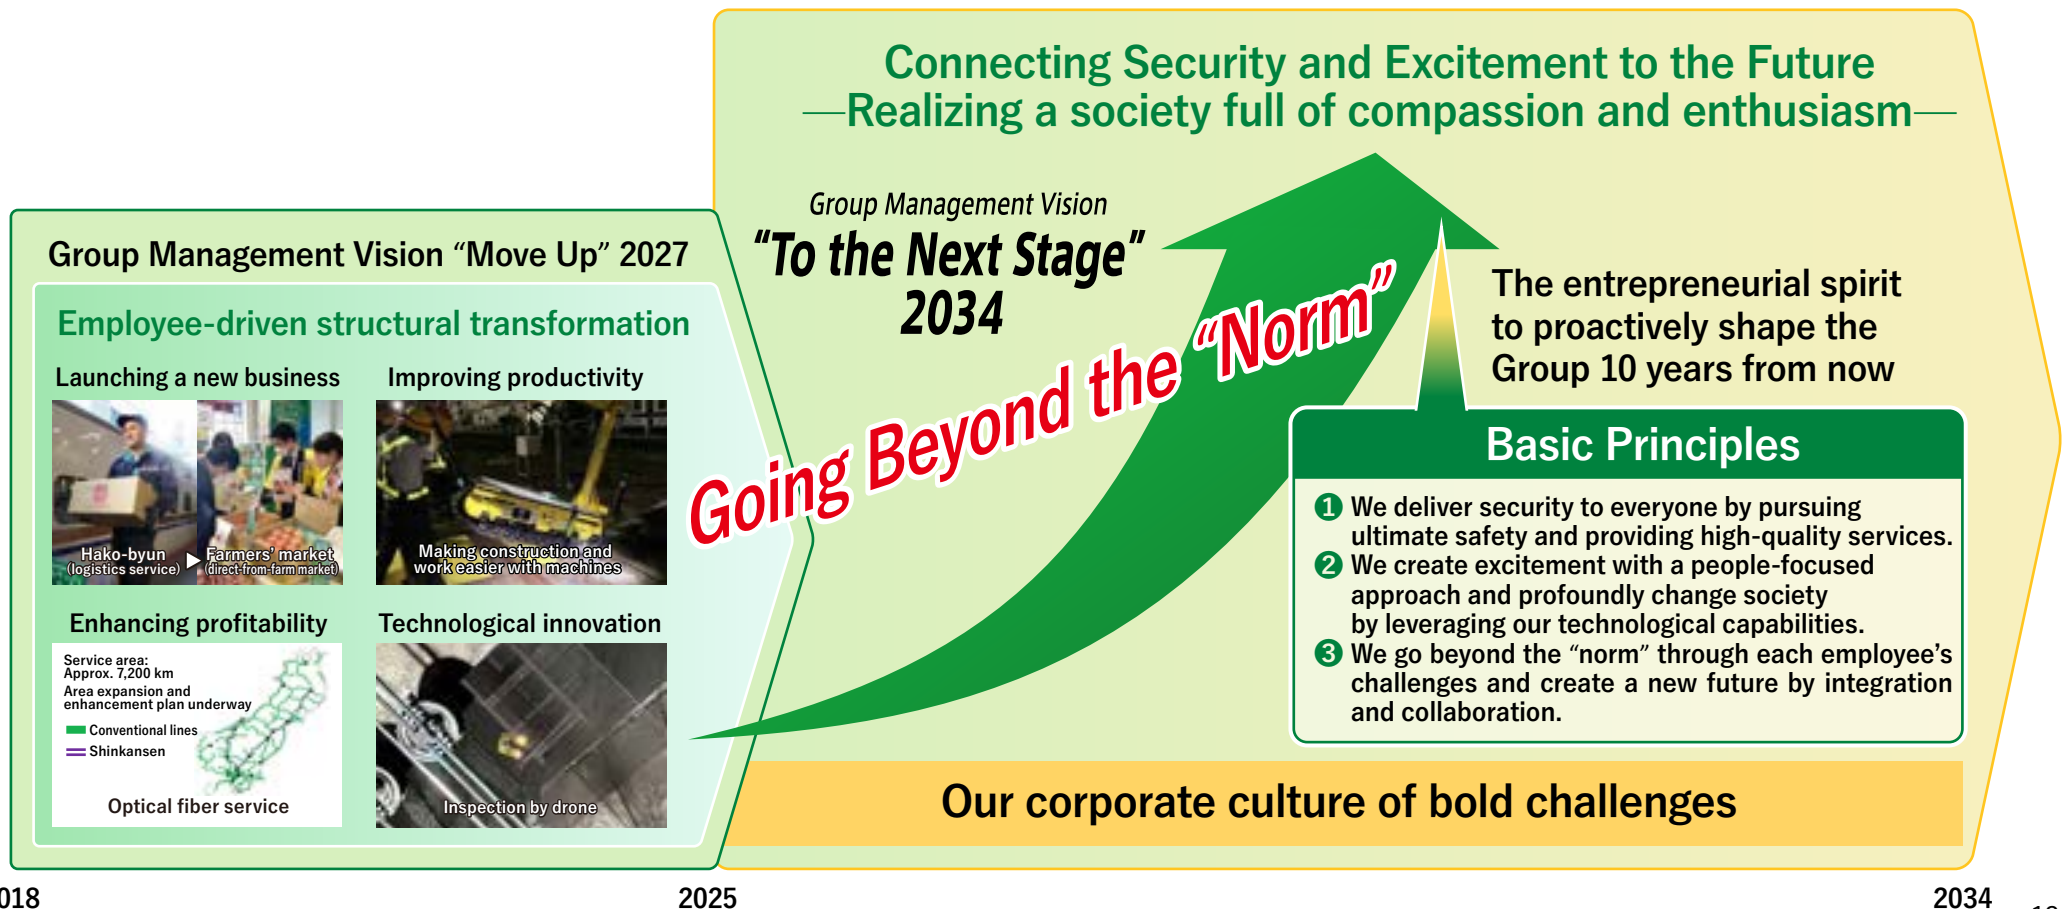 Connecting Security and Excitement to the Future
—Realizing a society full of compassion and enthusiasm—
Group Management Vision
“To the Next Stage”
2034
Group Management Vision “Move Up” 2027
Employee-driven structural transformation
Launching a new business
Hako-byun
(logistics service)
Farmers’ market
(direct-from-farm market)
Improving productivity
Making construction and
work easier with machines
Enhancing profitability
Service area:
Approx. 7,200 km
Area expansion and
enhancement plan underway
Conventional lines
Shinkansen
Optical fiber service
Technological innovation
Inspection by drone
Going Beyond the “Norm”
The entrepreneurial spirit
to proactively shape the
Group 10 years from now
Basic Principles
1 We deliver security to everyone by pursuing
ultimate safety and providing high-quality services.
2 We create excitement with a people-focused
approach and profoundly change society
by leveraging our technological capabilities.
3 We go beyond the “norm” through each employee’s
challenges and create a new future by integration
and collaboration.
Our corporate culture of bold challenges
018
2025
2034